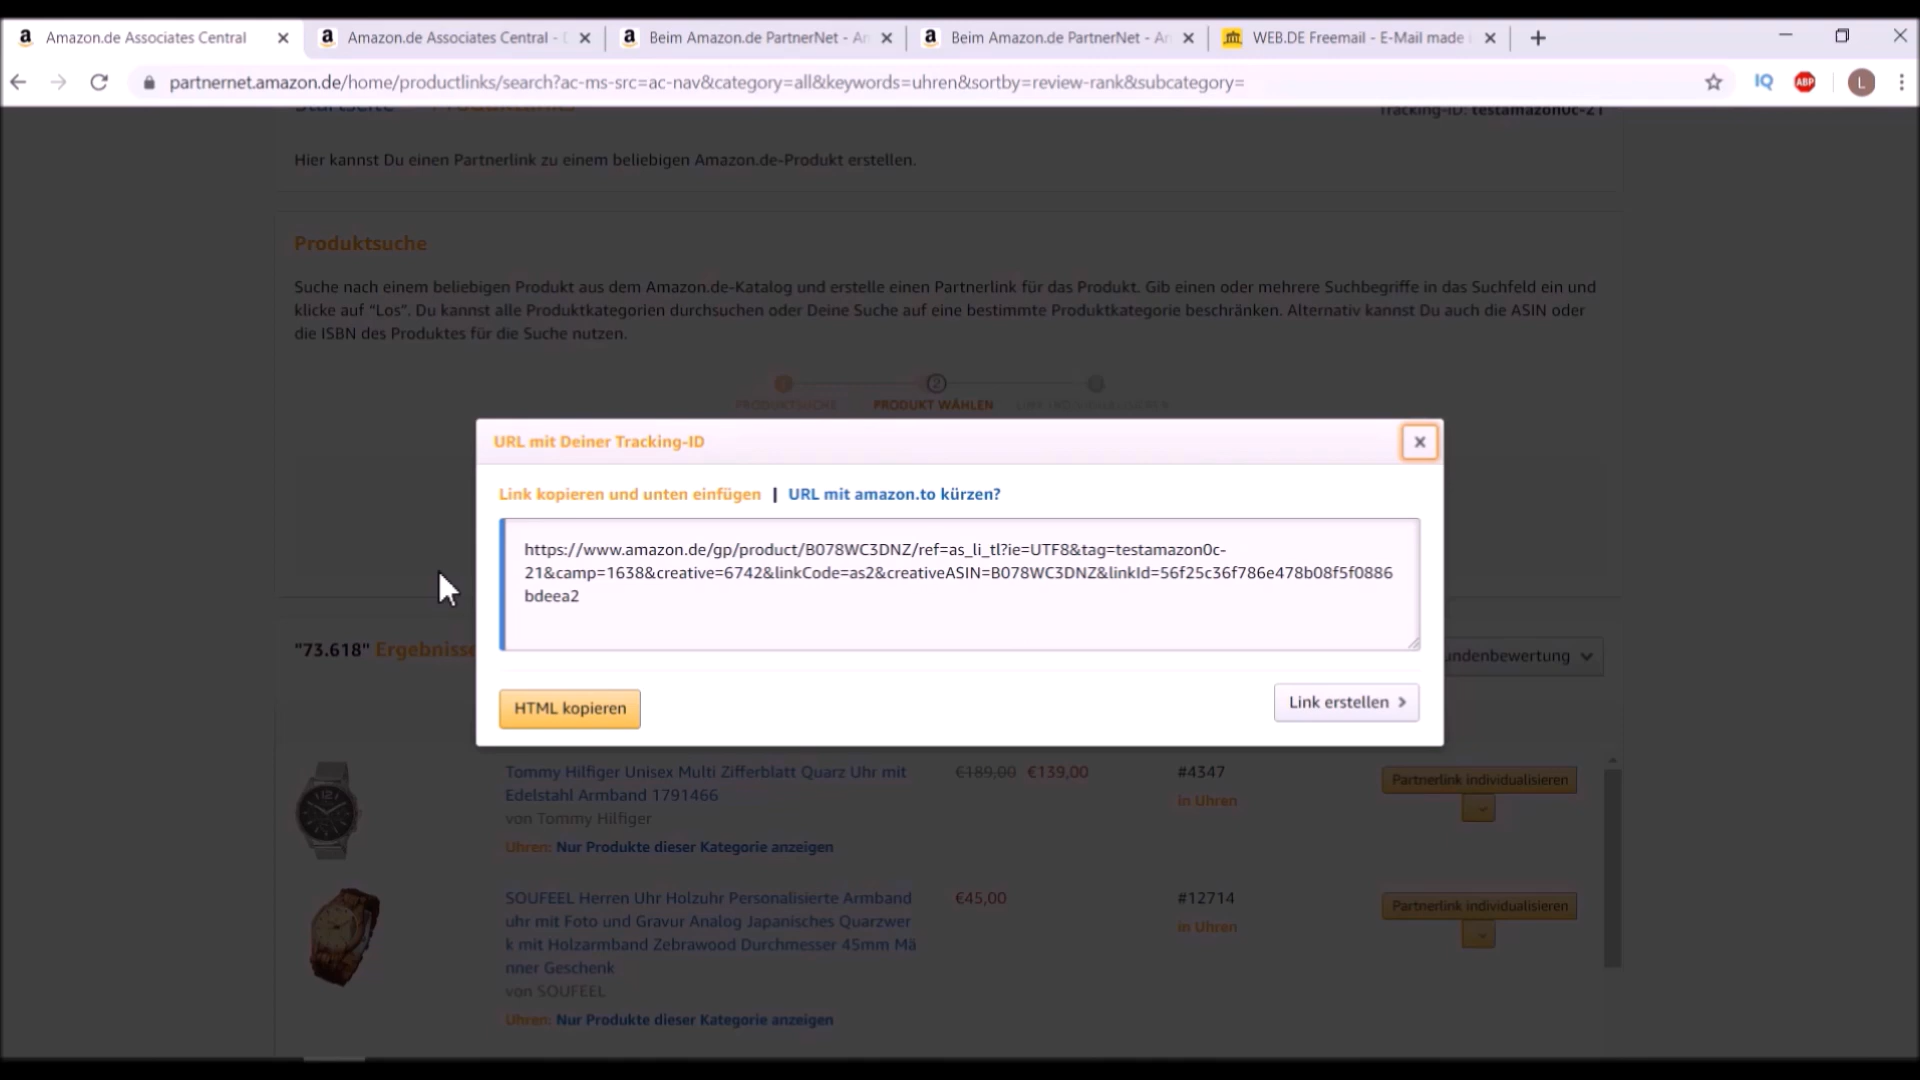 Amazon.de Associates Central
Amazon.de Associates Central -
Beim Amazon.de PartnerNet - An
Beim Amazon.de PartnerNet - An
WEB.DE Freemail - E-Mail made
partnernet.amazon.de/home/productlinks/search?ac-ms-src=ac-nav&category=all&keywords=uhren&sortby=review-rank&subcategory=
IQ
ABP
L
Tracking-ID: testamazon0c-21
Hier kannst Du einen Partnerlink zu einem beliebigen Amazon.de-Produkt erstellen.
Produktsuche
Suche nach einem beliebigen Produkt aus dem Amazon.de-Katalog und erstelle einen Partnerlink für das Produkt. Gib einen oder mehrere Suchbegriffe in das Suchfeld ein und
klicke auf “Los”. Du kannst alle Produktkategorien durchsuchen oder Deine Suche auf eine bestimmte Produktkategorie beschränken. Alternativ kannst Du auch die ASIN oder
die ISBN des Produktes für die Suche nutzen.
2
PRODUKTSUCHE
PRODUKT WÄHLEN
URL mit Deiner Tracking-ID
Link kopieren und unten einfügen | URL mit amazon.to kürzen?
https://www.amazon.de/gp/product/B078WC3DNZ/ref=as_li_tl?ie=UTF8&tag=testamazon0c-
21&camp=1638&creative=6742&linkCode=as2&creativeASIN=B078WC3DNZ&linkId=56f25c36f786e478b08f5f0886
bdeea2
HTML kopieren
Link erstellen
"73.618" Ergebnisse
undenbewertung
Tommy Hilfiger Unisex Multi Zifferblatt Quarz Uhr mit
Edelstahl Armband 1791466
von Tommy Hilfiger
Uhren: Nur Produkte dieser Kategorie anzeigen
€189,00 €139,00
#4347
in Uhren
Partnerlink individualisieren
SOUFEEL Herren Uhr Holzuhr Personalisierte Armband
uhr mit Foto und Gravur Analog Japanisches Quarzwer
k mit Holzarmband Zebrawood Durchmesser 45mm Mä
nner Geschenk
von SOUFEEL
Uhren: Nur Produkte dieser Kategorie anzeigen
€45,00
#12714
in Uhren
Partnerlink individualisieren